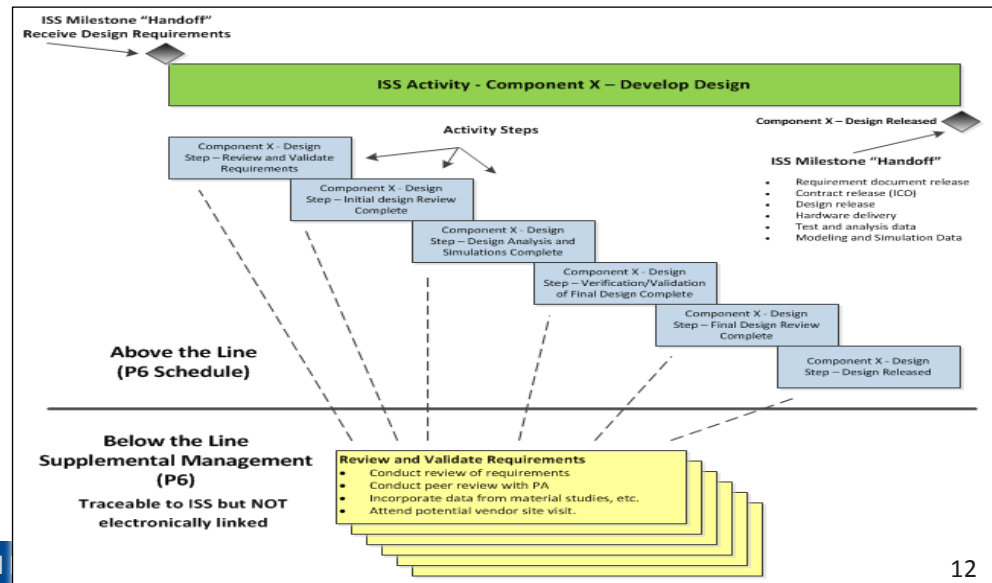 ISS Milestone “Handoff”
Receive Design Requirements
ISS Activity - Component X – Develop Design
Component X – Design Released
Activity Steps
ISS Milestone “Handoff”
• Requirement document release
• Contract release (ICO)
• Design release
• Hardware delivery
• Test and analysis data
• Modeling and Simulation Data
Component X - Design
Step – Review and Validate
Requirements
Component X - Design
Step – Initial design Review
Complete
Component X - Design
Step – Design Analysis and
Simulations Complete
Component X - Design
Step – Verification/Validation
of Final Design Complete
Component X - Design
Step – Final Design Review
Complete
Component X - Design
Step – Design Released
Above the Line
(P6 Schedule)
Below the Line
Supplemental Management
(P6)
Traceable to ISS but NOT
electronically linked
Review and Validate Requirements
• Conduct review of requirements
• Conduct peer review with PA
• Incorporate data from material studies, etc.
• Attend potential vendor site visit.
12